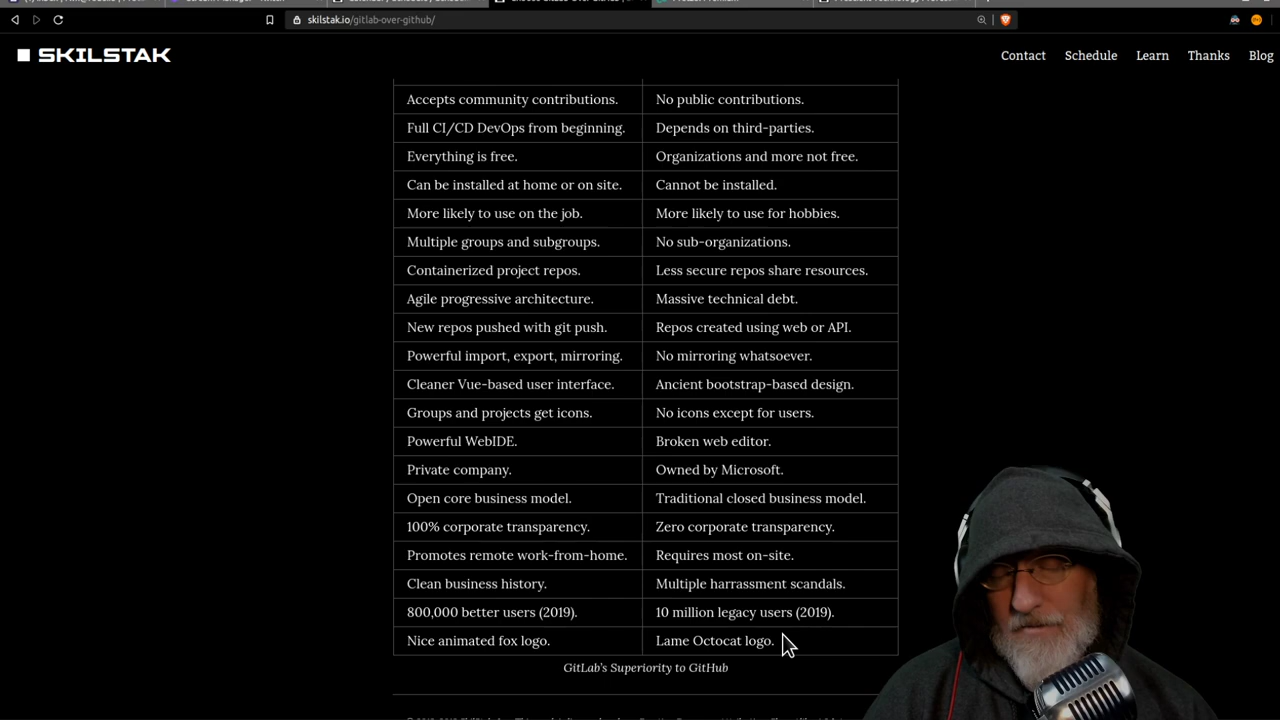 skilstak.io/gitlab-over-github/
SKILSTAK
Contact Schedule Learn Thanks Blog
Accepts community contributions. No public contributions.
Full CI/CD DevOps from beginning. Depends on third-parties.
Everything is free. Organizations and more not free.
Can be installed at home or on site. Cannot be installed.
More likely to use on the job. More likely to use for hobbies.
Multiple groups and subgroups. No sub-organizations.
Containerized project repos. Less secure repos share resources.
Agile progressive architecture. Massive technical debt.
New repos pushed with git push. Repos created using web or API.
Powerful import, export, mirroring. No mirroring whatsoever.
Cleaner Vue-based user interface. Ancient bootstrap-based design.
Groups and projects get icons. No icons except for users.
Powerful WebIDE. Broken web editor.
Private company. Owned by Microsoft.
Open core business model. Traditional closed business model.
100% corporate transparency. Zero corporate transparency.
Promotes remote work-from-home. Requires most on-site.
Clean business history. Multiple harrassment scandals.
800,000 better users (2019). 10 million legacy users (2019).
Nice animated fox logo. Lame Octocat logo.
GitLab's Superiority to GitHub